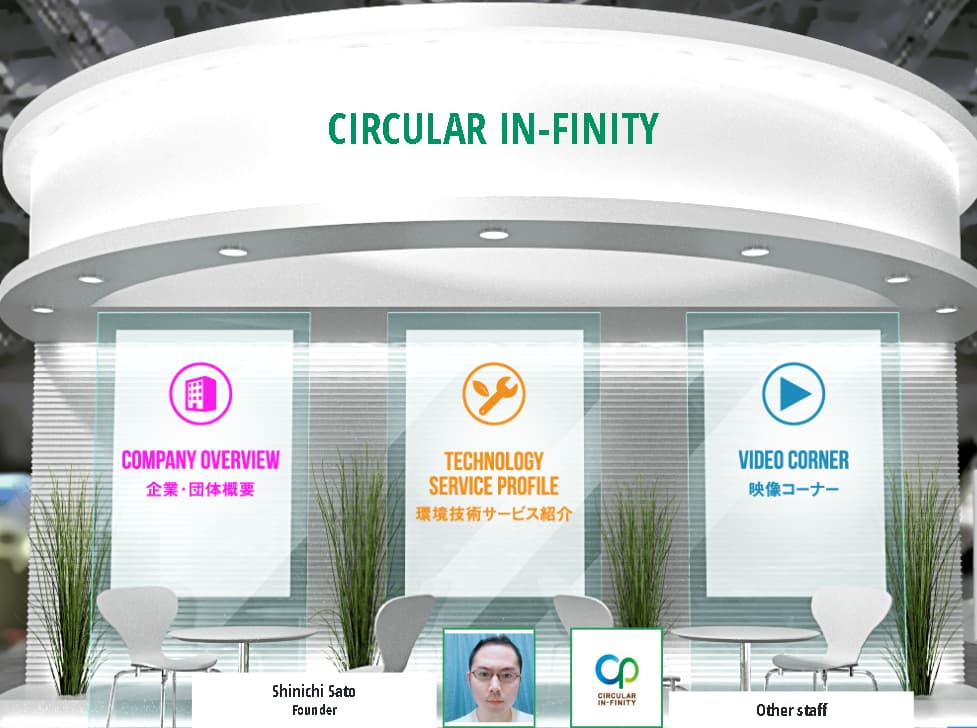 CIRCULAR IN-FINITY
COMPANY OVERVIEW
企業・団体概要
TECHNOLOGY
SERVICE PROFILE
環境技術サービス紹介
VIDEO CORNER
映像コーナー
Shinichi Sato
Founder
CIRCULAR
IN-FINITY
Other staff